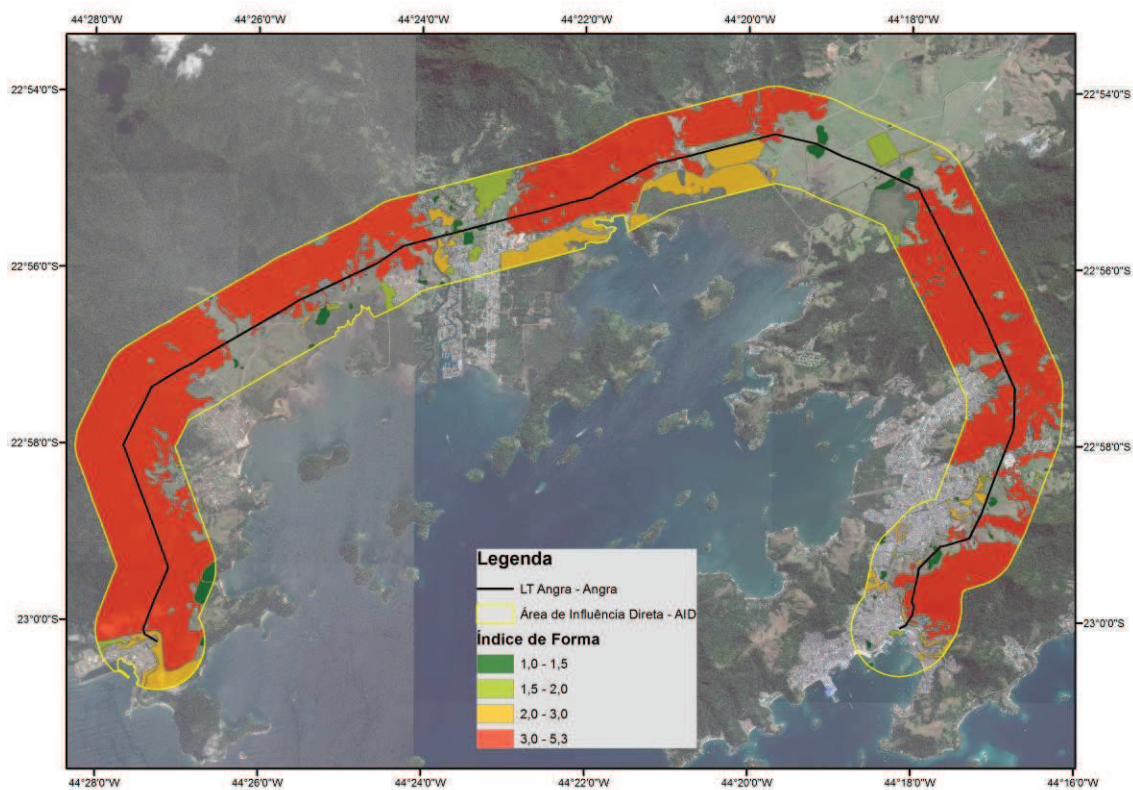 44°28'0"W 44°26'0"W 44°24'0"W 44°22'0"W 44°20'0"W 44°18'0"W
22°54'0"S 22°54'0"S
22°56'0"S 22°56'0"S
22°58'0"S 22°58'0"S
23°0'0"S 23°0'0"S
Legenda
LT Angra - Angra
Área de Influência Direta - AID
Índice de Forma
1,0 - 1,5
1,5 - 2,0
2,0 - 3,0
3,0 - 5,3
44°28'0"W 44°26'0"W 44°24'0"W 44°22'0"W 44°20'0"W 44°18'0"W 44°16'0"W